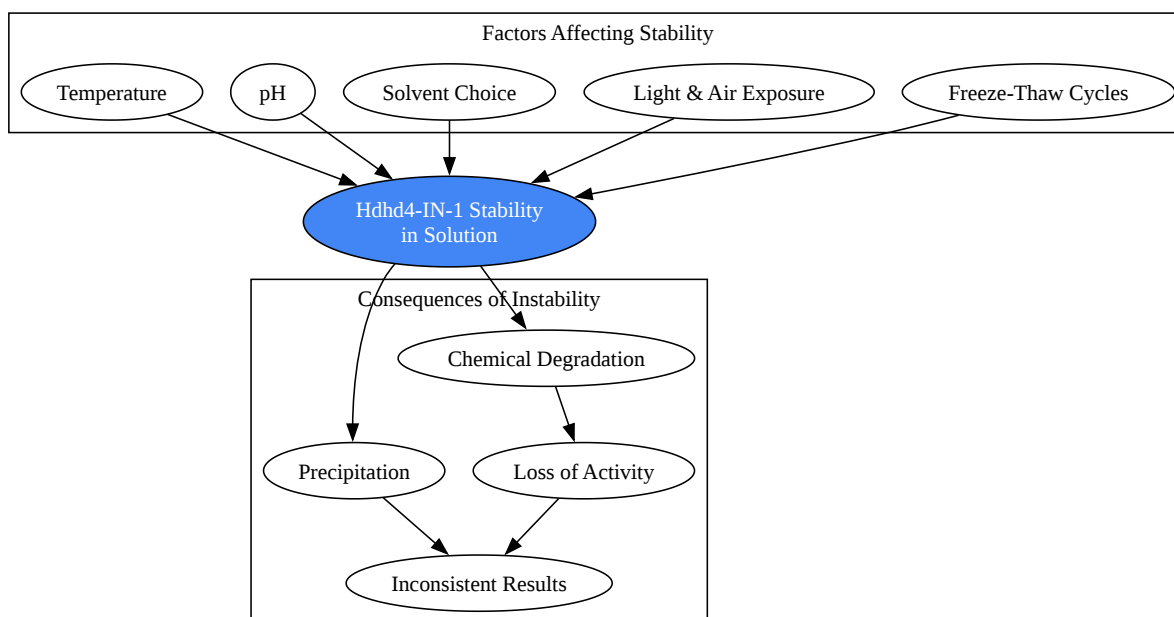 Factors Affecting Stability
Temperature
pH
Solvent Choice
Light & Air Exposure
Freeze-Thaw Cycles
Hdhd4-IN-1 Stability
in Solution
Consequences of Instability
Chemical Degradation
Precipitation
Loss of Activity
Inconsistent Results